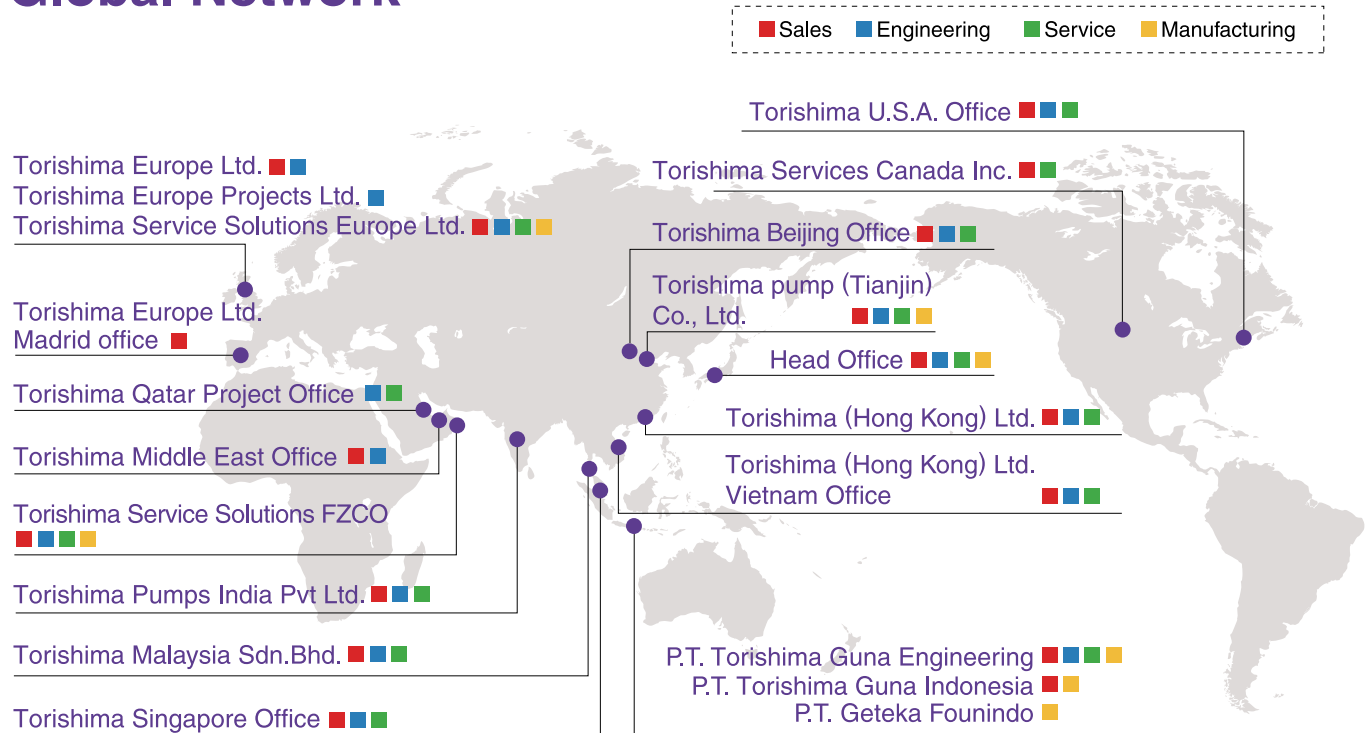 Global Network
Sales Engineering Service Manufacturing
Torishima U.S.A. Office
Torishima Services Canada Inc.
Torishima Europe Ltd.
Torishima Europe Projects Ltd.
Torishima Service Solutions Europe Ltd.
Torishima Beijing Office
Torishima pump (Tianjin)
Co., Ltd.
Torishima Europe Ltd.
Madrid office
Head Office
Torishima Qatar Project Office
Torishima (Hong Kong) Ltd.
Torishima Middle East Office
Torishima (Hong Kong) Ltd.
Vietnam Office
Torishima Service Solutions FZCO
Torishima Pumps India Pvt Ltd.
Torishima Malaysia Sdn.Bhd.
Torishima Singapore Office
P.T. Torishima Guna Engineering
P.T. Torishima Guna Indonesia
P.T. Geteka Founindo